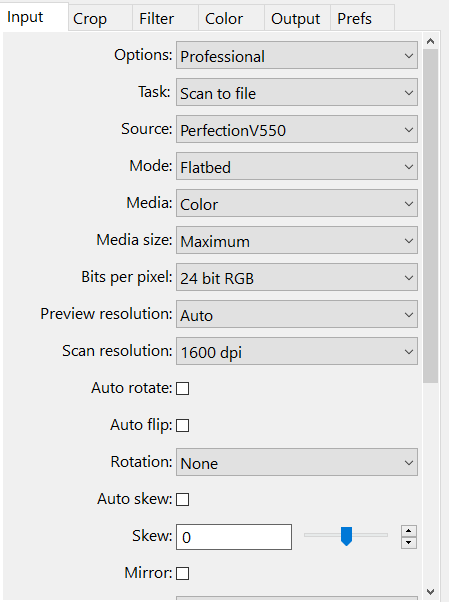 Input Crop Filter Color Output Prefs
Options: Professional
Task: Scan to file
Source: PerfectionV550
Mode: Flatbed
Media: Color
Media size: Maximum
Bits per pixel: 24 bit RGB
Preview resolution: Auto
Scan resolution: 1600 dpi
Auto rotate:
Auto flip:
Rotation: None
Auto skew:
Skew: 0
Mirror: